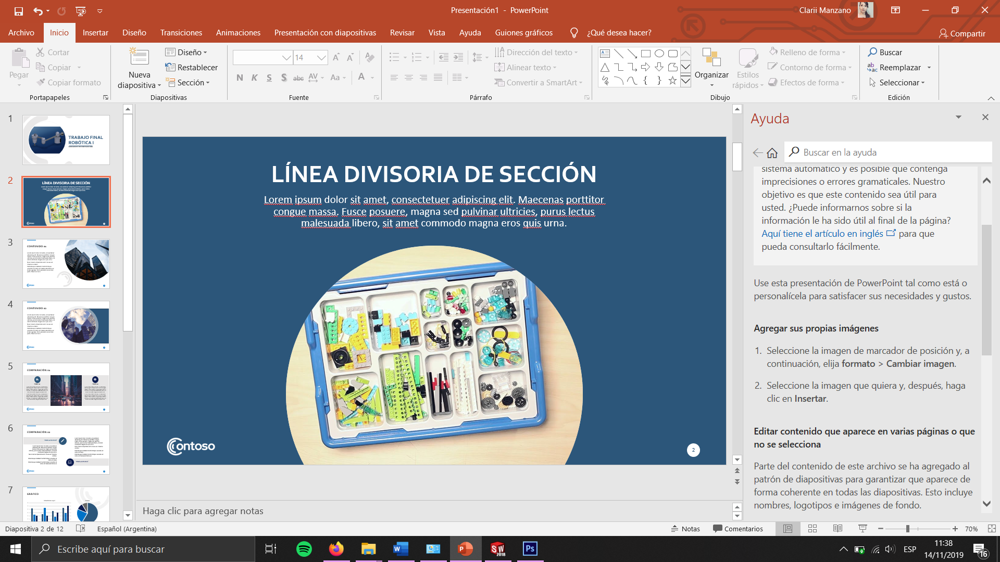 Presentación1 - PowerPoint
Clarii Manzano
Archivo
Inicio
Insertar
Diseño
Transiciones
Animaciones
Presentación con diapositivas
Revisar
Vista
Ayuda
Guiones gráficos
¿Qué desea hacer?
Compartir
Pegar
Cortar
Copiar
Copiar formato
Portapapeles
Nueva
diapositiva
Diseño
Restablecer
Sección
Diapositivas
14
N K S S abc AV Aa A
Fuente
Dirección del texto
Alinear texto
Convertir a SmartArt
Párrafo
Organizar
Estilos
rápidos
Relleno de forma
Contorno de forma
Efectos de forma
Dibujo
Buscar
Reemplazar
Seleccionar
Edición
1
TRABAJO FINAL
ROBÓTICA I
2
LÍNEA DIVISORIA DE SECCIÓN
3
CONTENIDO 01
4
CONTENIDO 02
5
COMPARACIÓN 01
6
COMPARACIÓN 02
7
GRÁFICO
LÍNEA DIVISORIA DE SECCIÓN
Lorem ipsum dolor sit amet, consectetuer adipiscing elit. Maecenas porttitor
congue massa. Fusce posuere, magna sed pulvinar ultricies, purus lectus
malesuada libero, sit amet commodo magna eros quis urna.
Contoso
2
Haga clic para agregar notas
Ayuda
Buscar en la ayuda
sistema automático y es posible que contenga
imprecisiones o errores gramaticales. Nuestro
objetivo es que este contenido sea útil para
usted. ¿Puede informarnos sobre si la
información le ha sido útil al final de la página?
Aquí tiene el artículo en inglés para que
pueda consultarlo fácilmente.
Use esta presentación de PowerPoint tal como está o
personalícela para satisfacer sus necesidades y gustos.
Agregar sus propias imágenes
1. Seleccione la imagen de marcador de posición y, a
continuación, elija formato > Cambiar imagen.
2. Seleccione la imagen que quiera y, después, haga
clic en Insertar.
Editar contenido que aparece en varias páginas o que
no se selecciona
Parte del contenido de este archivo se ha agregado al
patrón de diapositivas para garantizar que aparece de
forma coherente en todas las diapositivas. Esto incluye
nombres, logotipos e imágenes de fondo.
Diapositiva 2 de 12
Español (Argentina)
Notas
Comentarios
70%
Escribe aquí para buscar
ESP
11:38
14/11/2019
16